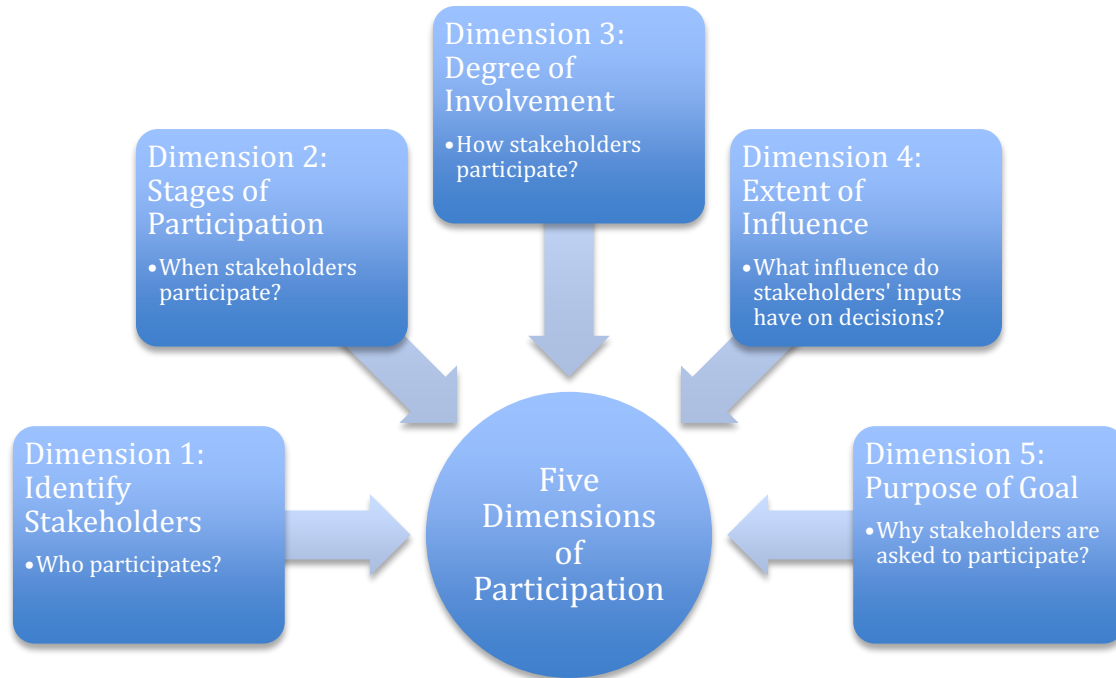 Dimension 1:
Identify
Stakeholders
•Who participates?
Dimension 2:
Stages of
Participation
•When stakeholders
participate?
Dimension 3:
Degree of
Involvement
•How stakeholders
participate?
Dimension 4:
Extent of
Influence
•What influence do
stakeholders' inputs
have on decisions?
Dimension 5:
Purpose of Goal
•Why stakeholders are
asked to participate?
Five
Dimensions
of
Participation